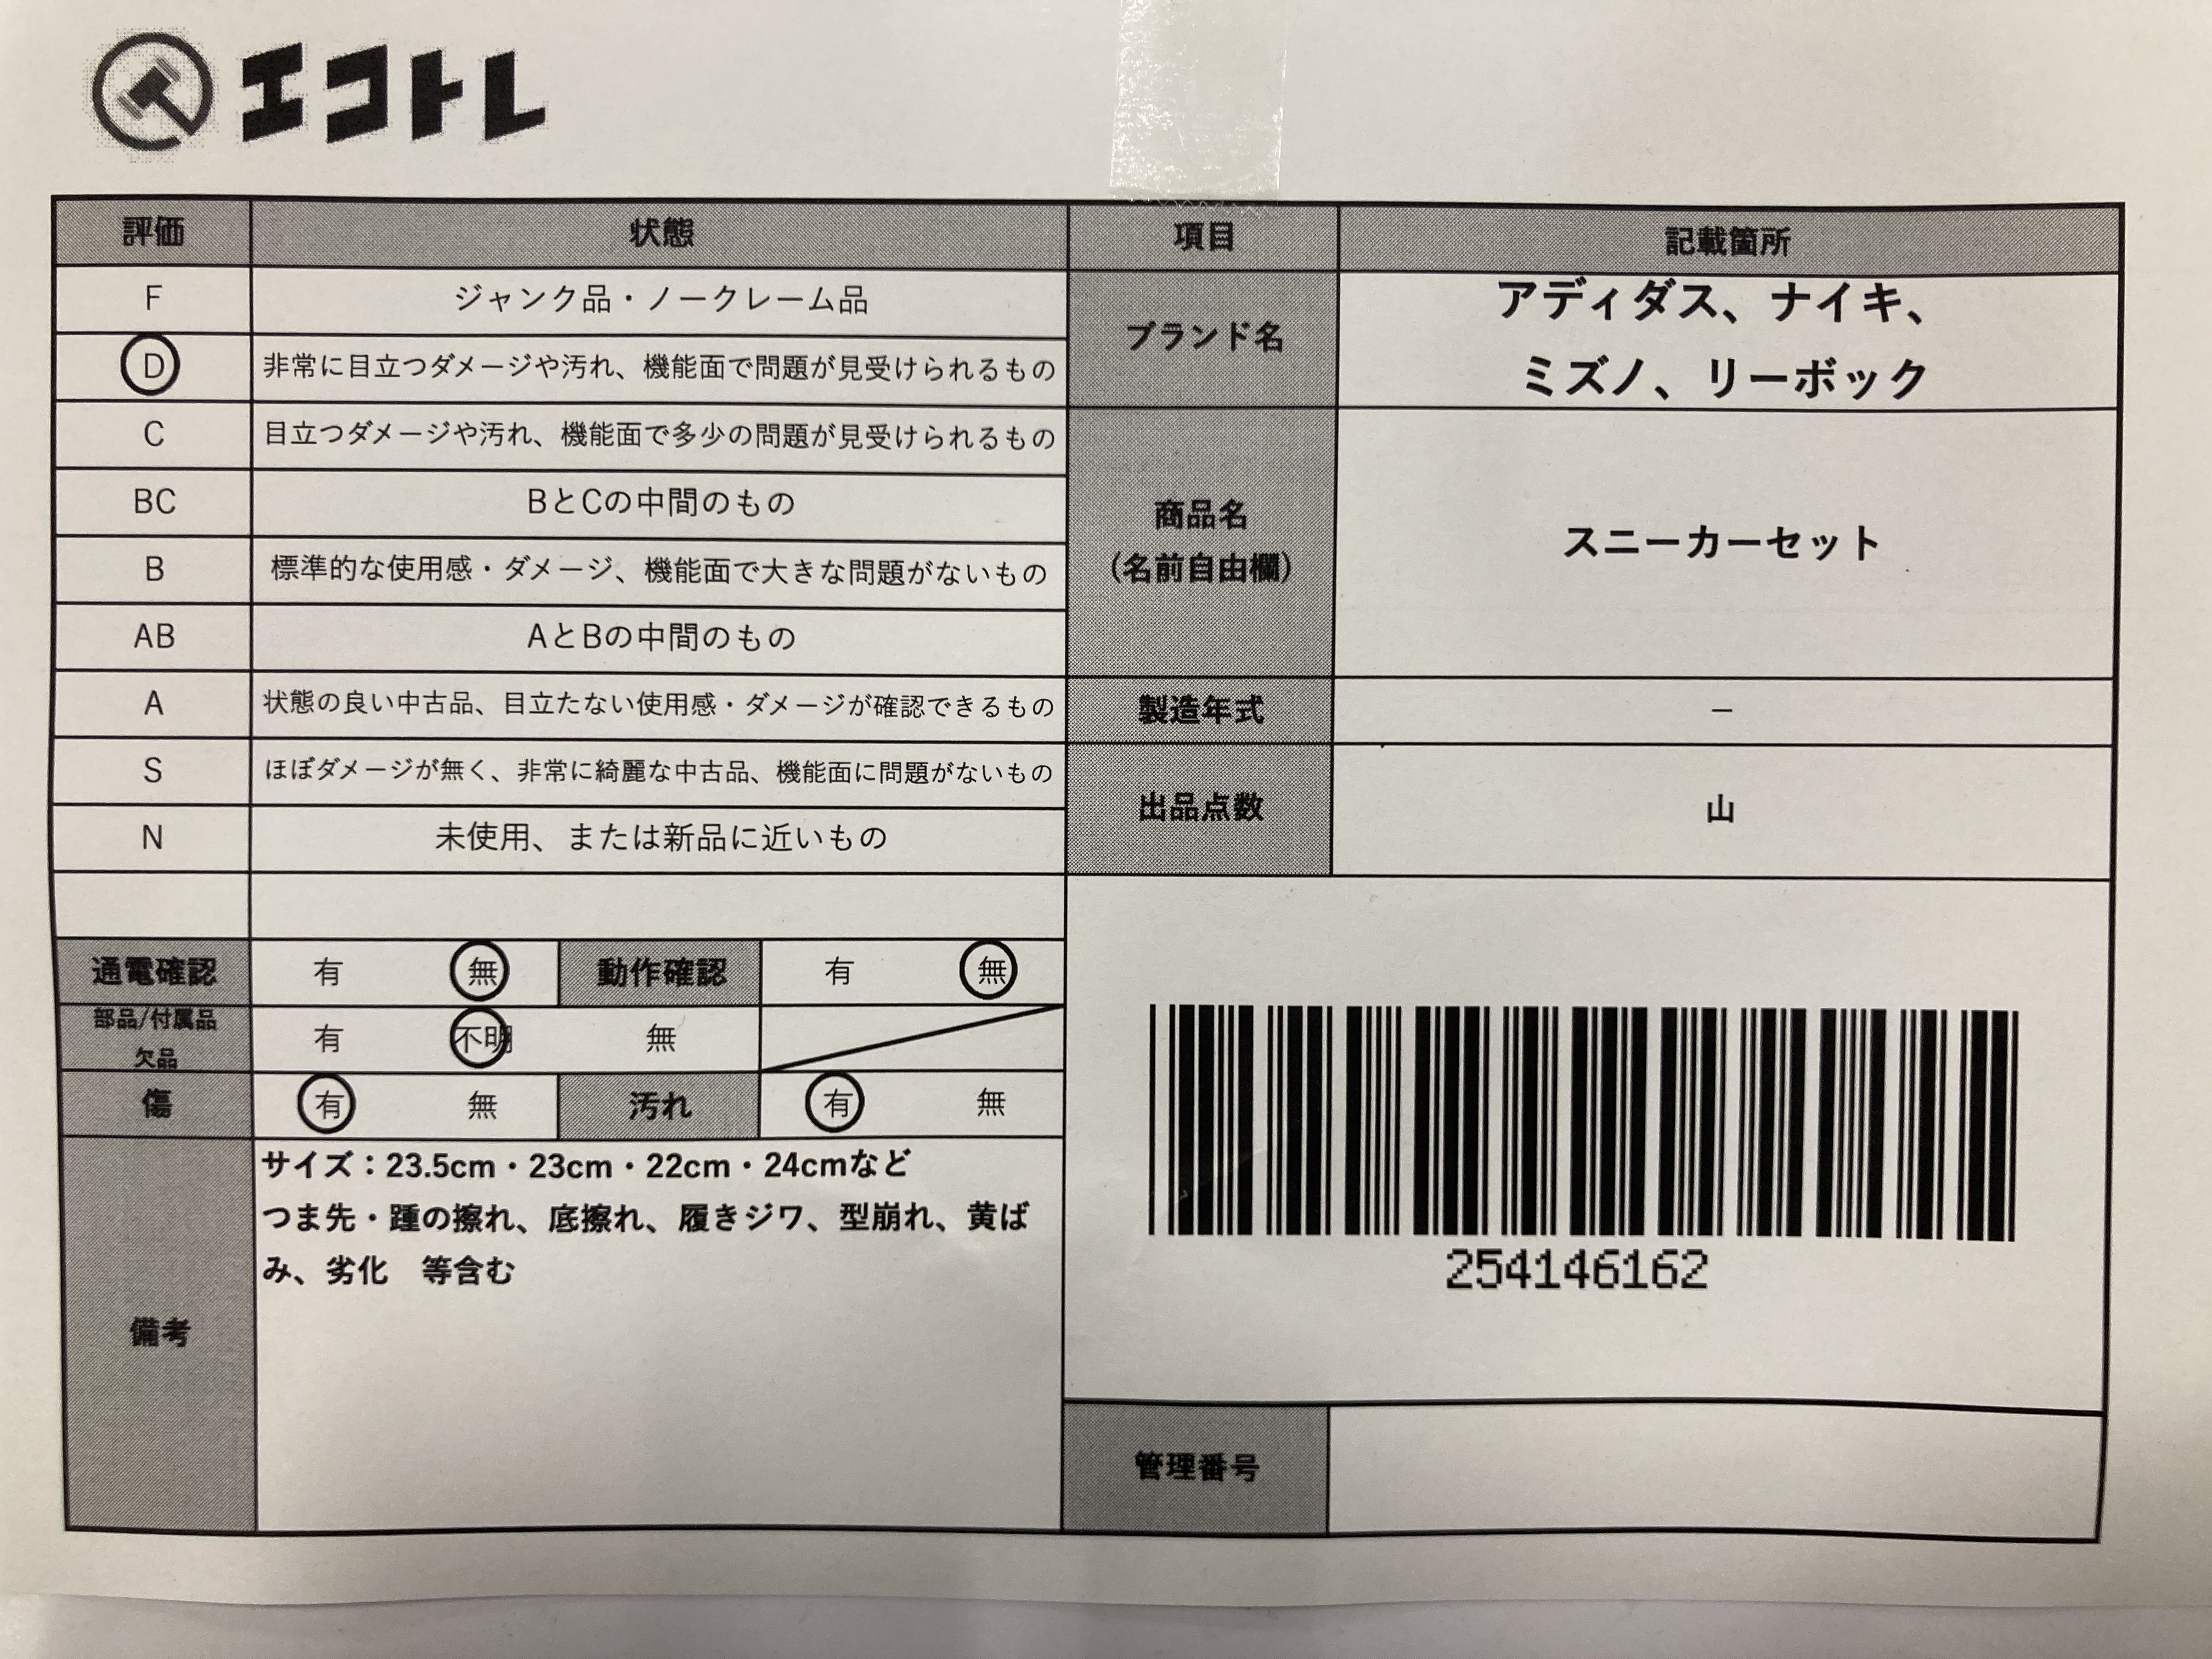 エコトレ
評価 状態 項目 記載箇所
F ジャンク品・ノークレーム品
D 非常に目立つダメージや汚れ、機能面で問題が見受けられるもの
C 目立つダメージや汚れ、機能面で多少の問題が見受けられるもの
BC BとCの中間のもの
B 標準的な使用感・ダメージ、機能面で大きな問題がないもの
AB AとBの中間のもの
A 状態の良い中古品、目立たない使用感・ダメージが確認できるもの
S ほぼダメージが無く、非常に綺麗な中古品、機能面に問題がないもの
N 未使用、または新品に近いもの
通電確認 有 無 動作確認 有 無
部品/付属品
欠品
有 不明 無
傷 有 無 汚れ 有 無
備考
サイズ：23.5cm・23cm・22cm・24cmなど
つま先・踵の擦れ、底擦れ、履きジワ、型崩れ、黄ば
み、劣化　等含む
ブランド名
アディダス、ナイキ、
ミズノ、リーボック
商品名
（名前自由欄）
スニーカーセット
製造年式 –
出品点数 山
254146162
管理番号